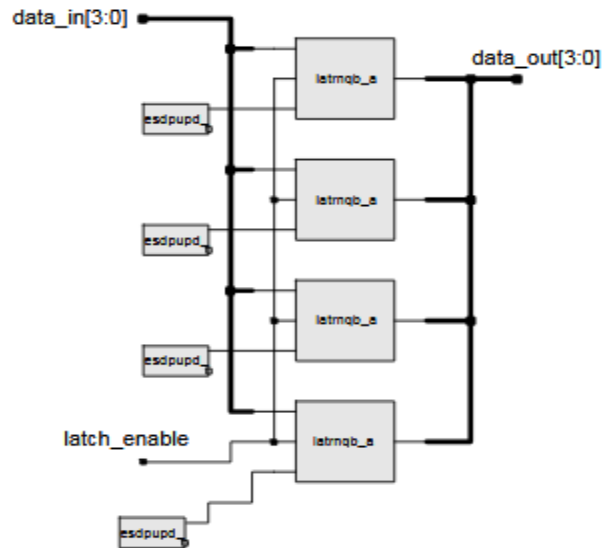 data_in[3:0]
data_out[3:0]
latrnqb_a
esdpupd_
latrnqb_a
esdpupd_
latrnqb_a
esdpupd_
latch_enable
latrnqb_a
esdpupd_